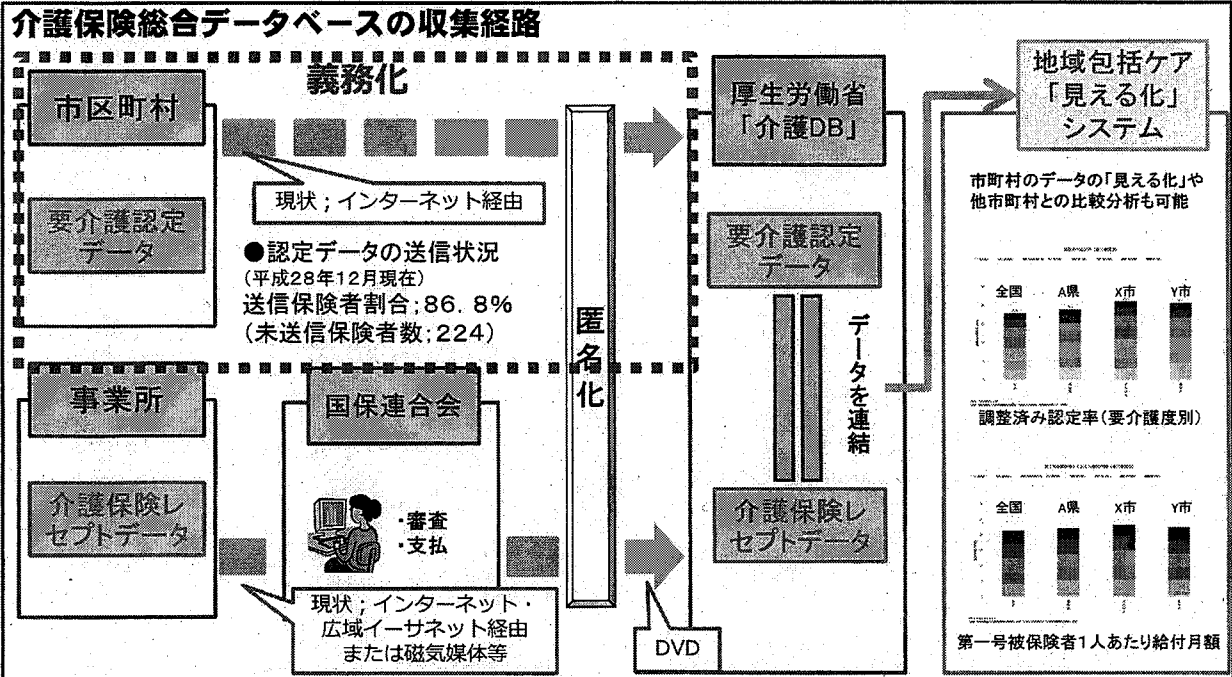 介護保険総合データベースの収集経路
義務化
市区町村
要介護認定
データ
現状；インターネット経由
●認定データの送信状況
(平成28年12月現在)
送信保険者割合;86. 8%
(未送信保険者数;224)
匿名化
事業所
介護保険レ
セプトデータ
国保連合会
・審査
・支払
現状；インターネット・
広域イーサネット経由
または磁気媒体等
DVD
厚生労働省
「介護DB」
要介護認定
データ
データを連結
介護保険レ
セプトデータ
地域包括ケア
「見える化」
システム
市町村のデータの「見える化」や
他市町村との比較分析も可能
全国 A県 X市 Y市
調整済み認定率(要介護度別)
全国 A県 X市 Y市
第一号被保険者1人あたり給付月額